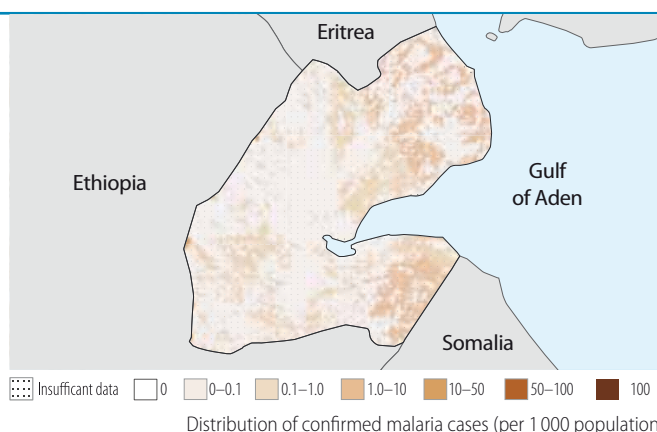 Eritrea
Ethiopia
Gulf
of Aden
Somalia
Insufficant data 0 0–0.1 0.1–1.0 1.0–10 10–50 50–100 100
Distribution of confirmed malaria cases (per 1 000 population